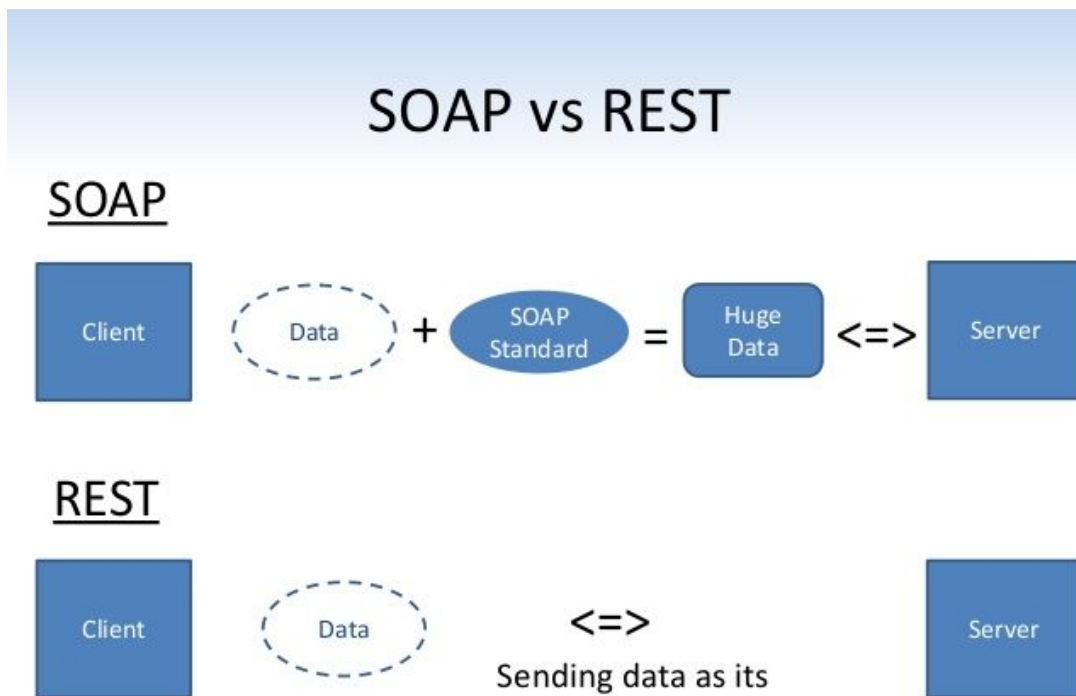 SOAP vs REST
SOAP
Client
Data
+
SOAP
Standard
=
Huge
Data
<=>
Server
REST
Client
Data
<=>
Sending data as its
Server